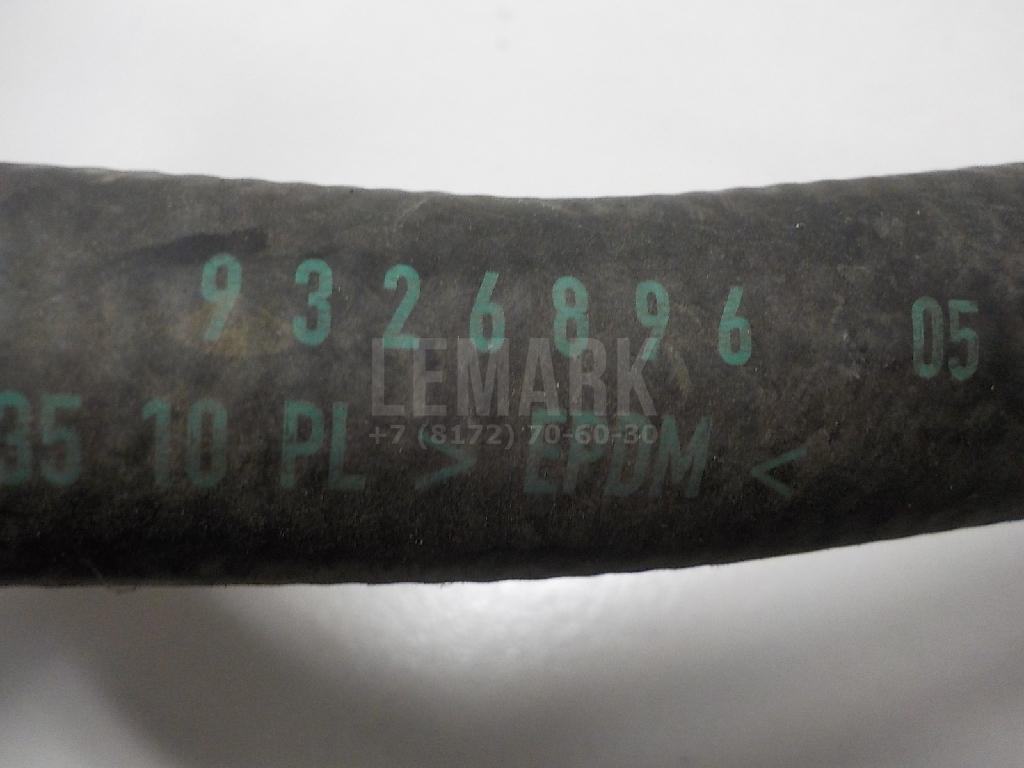 9326896 05
35 10 PL > EPDM <
LEMARK
+7 (8172) 70-60-30